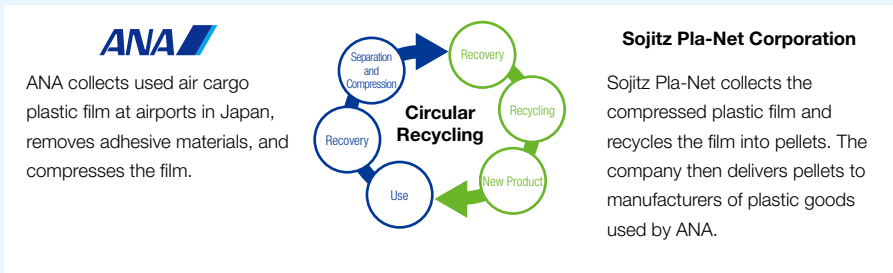 ANA
ANA collects used air cargo
plastic film at airports in Japan,
removes adhesive materials, and
compresses the film.
Separation
and
Compression
Recovery
Use
Circular
Recycling
Recovery
Recycling
New Product
Sojitz Pla-Net Corporation
Sojitz Pla-Net collects the
compressed plastic film and
recycles the film into pellets. The
company then delivers pellets to
manufacturers of plastic goods
used by ANA.